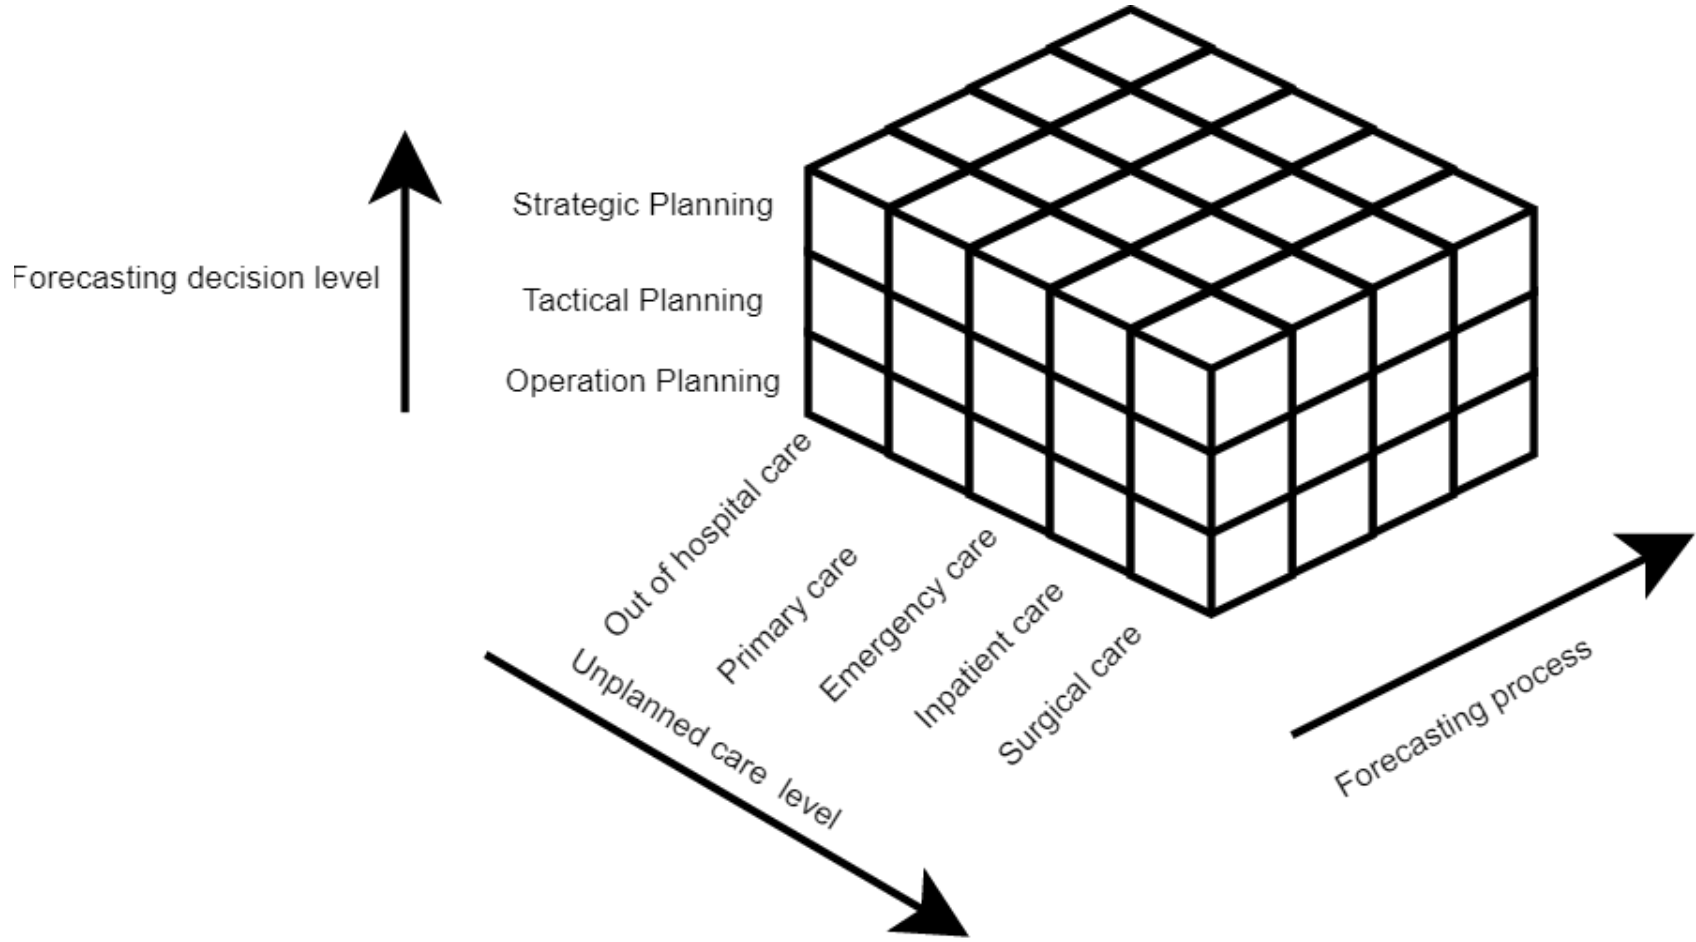 Strategic Planning
Forecasting decision level
Tactical Planning
Operation Planning
Out of hospital care
Primary care
Emergency care
Inpatient care
Surgical care
Unplanned care level
Forecasting process